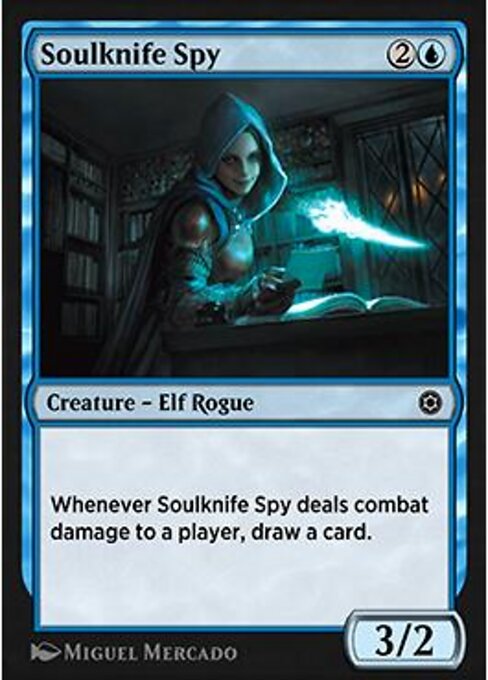 Soulknife Spy 2
Creature – Elf Rogue
Whenever Soulknife Spy deals combat
damage to a player, draw a card.
3/2
MIGUEL MERCADO